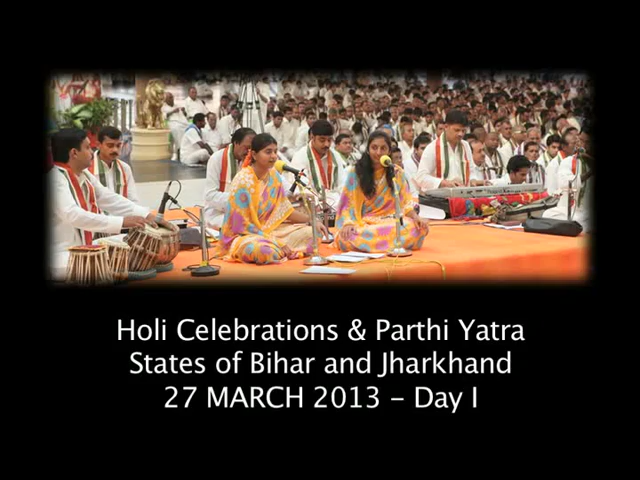 Holi Celebrations & Parthi Yatra
States of Bihar and Jharkhand
27 MARCH 2013 - Day I